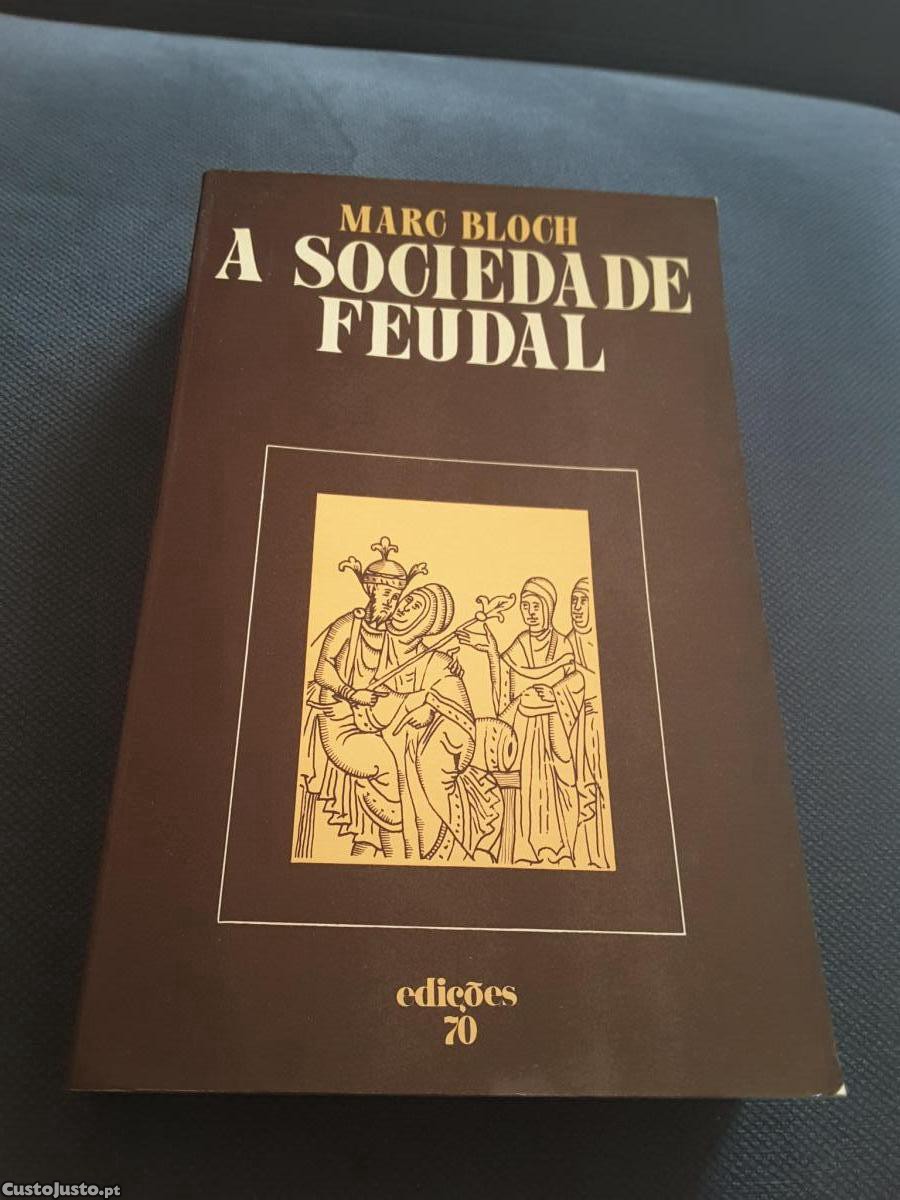 MARC BLOCH
A SOCIEDADE
FEUDAL
edições
70
CustoJusto.pt